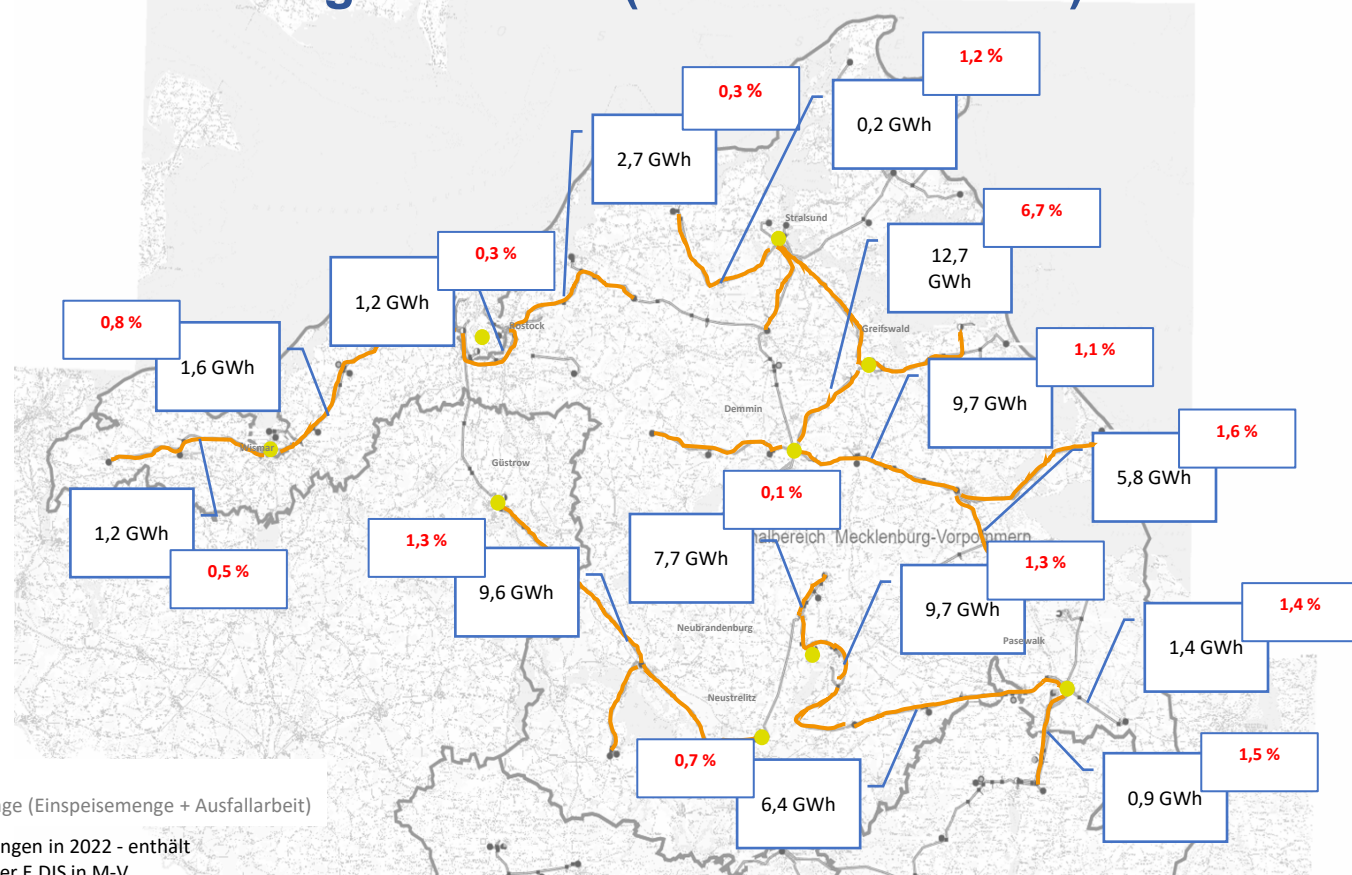 1,2 %
0,3 %
0,2 GWh
2,7 GWh
6,7 %
Stralsund
0,3 %
12,7
GWh
1,2 GWh
0,8 %
Rostock
Greifswald
1,1 %
1,6 GWh
9,7 GWh
Demmin
1,6 %
Wismar
Güstrow
5,8 GWh
0,1 %
1,2 GWh
1,3 %
7,7 GWh
albereich Mecklenburg-Vorpommern
0,5 %
9,6 GWh
1,3 %
9,7 GWh
1,4 %
Neubrandenburg
Pasewalk
1,4 GWh
Neustrelitz
0,7 %
1,5 %
6,4 GWh
0,9 GWh
ge (Einspeisemenge + Ausfallarbeit)
ngen in 2022 - enthält
er E.DIS in M-V